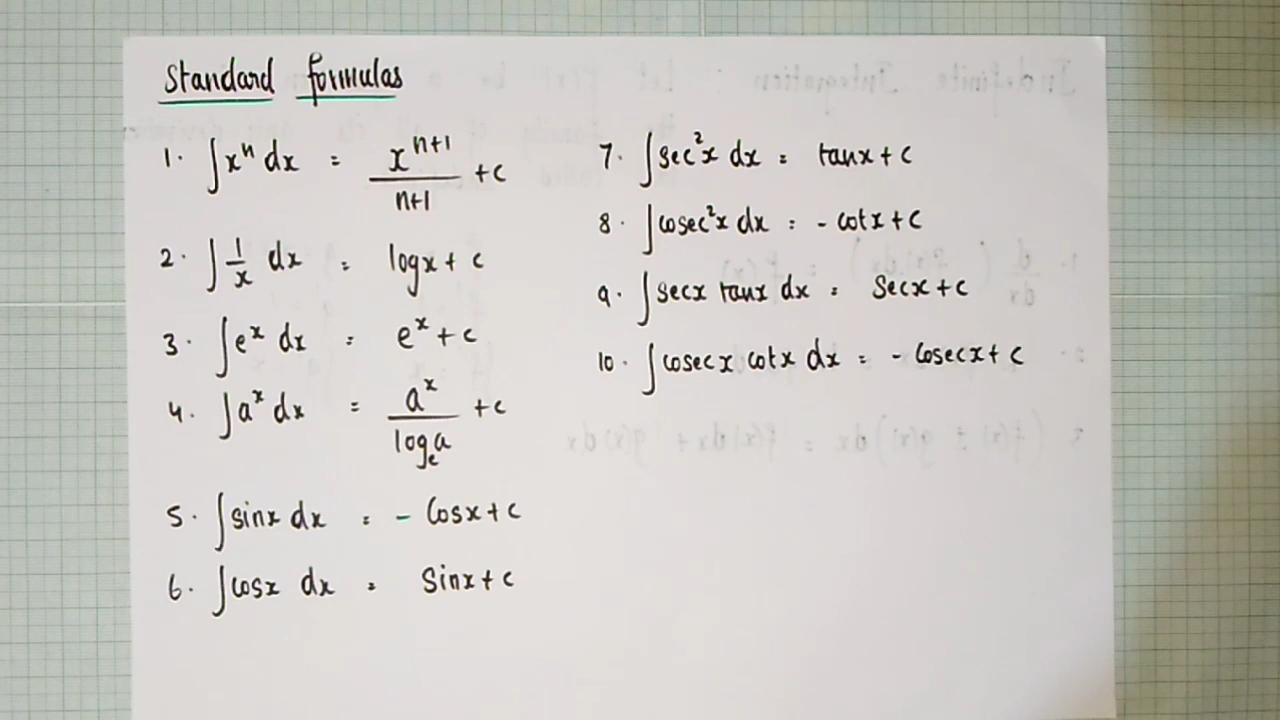 Standard formulas
1. ∫xⁿ dx = xⁿ⁺¹/n+1 + c
2. ∫1/x dx = logx + c
3. ∫eˣ dx = eˣ + c
4. ∫aˣ dx = aˣ/logₑa + c
5. ∫sinx dx = - cosx + c
6. ∫cosx dx = sinx + c
7. ∫sec²x dx = tanx + c
8. ∫cosec²x dx = - cotx + c
9. ∫secx tanx dx = secx + c
10. ∫cosecx cotx dx = - cosecx + c